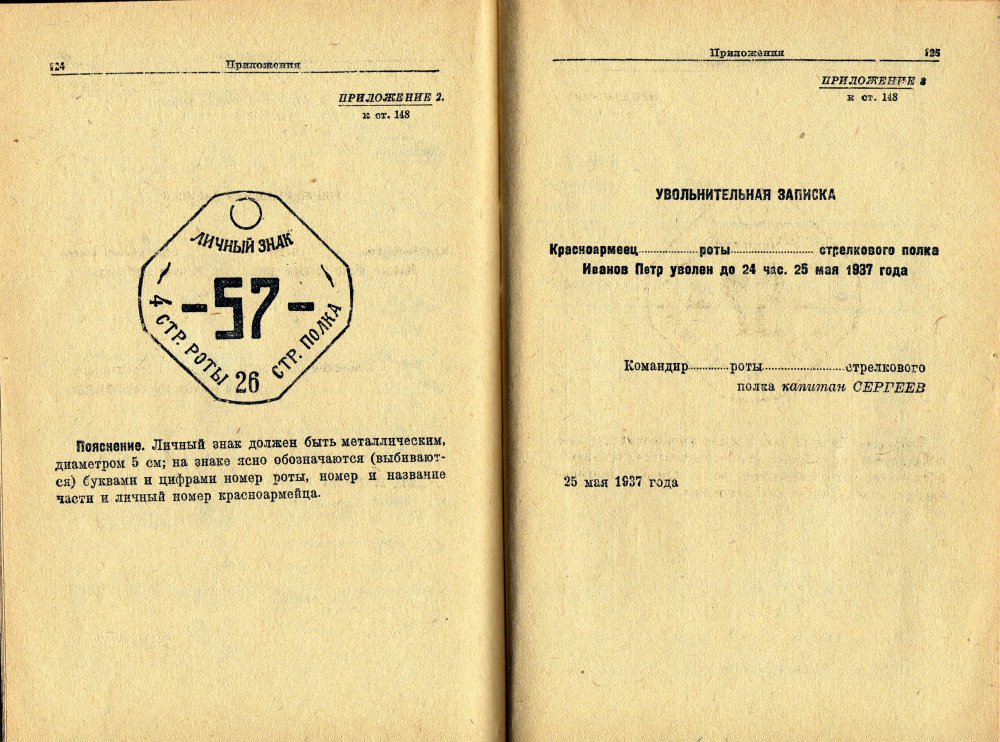 124 Приложения
ПРИЛОЖЕНИЕ 2.
к ст. 148
ЛИЧНЫЙ ЗНАК
-57-
4 СТР. РОТЫ 26 СТР. ПОЛКА
Пояснение. Личный знак должен быть металлическим,
диаметром 5 см; на знаке ясно обозначаются (выбивают-
ся) буквами и цифрами номер роты, номер и название
части и личный номер красноармейца.
Приложения 125
ПРИЛОЖЕНИЕ 3
к ст. 148
УВОЛЬНИТЕЛЬНАЯ ЗАПИСКА
Красноармеец ............ роты ............ стрелкового полка
Иванов Петр уволен до 24 час. 25 мая 1937 года
Командир ............ роты ............ стрелкового
полка капитан СЕРГЕЕВ
25 мая 1937 года